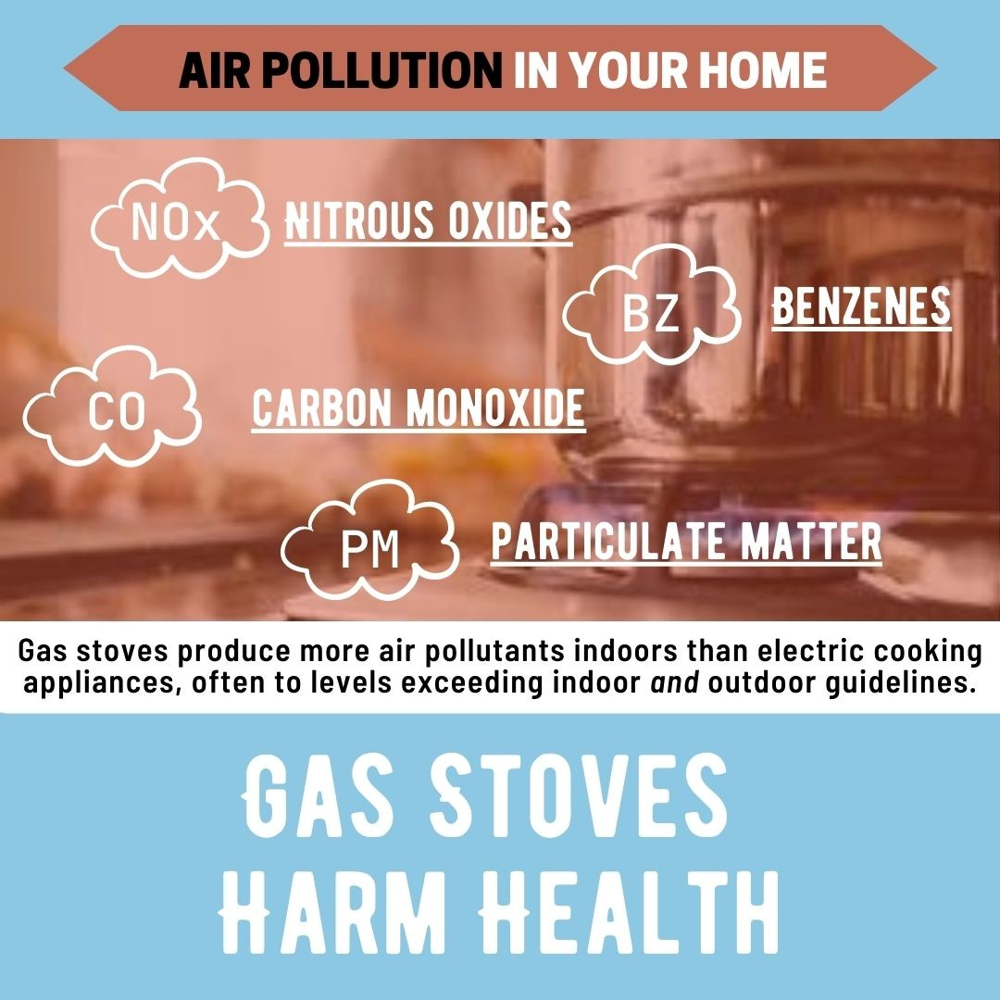 AIR POLLUTION IN YOUR HOME
NOx NITROUS OXIDES
BZ BENZENES
CO CARBON MONOXIDE
PM PARTICULATE MATTER
Gas stoves produce more air pollutants indoors than electric cooking
appliances, often to levels exceeding indoor and outdoor guidelines.
GAS STOVES
HARM HEALTH